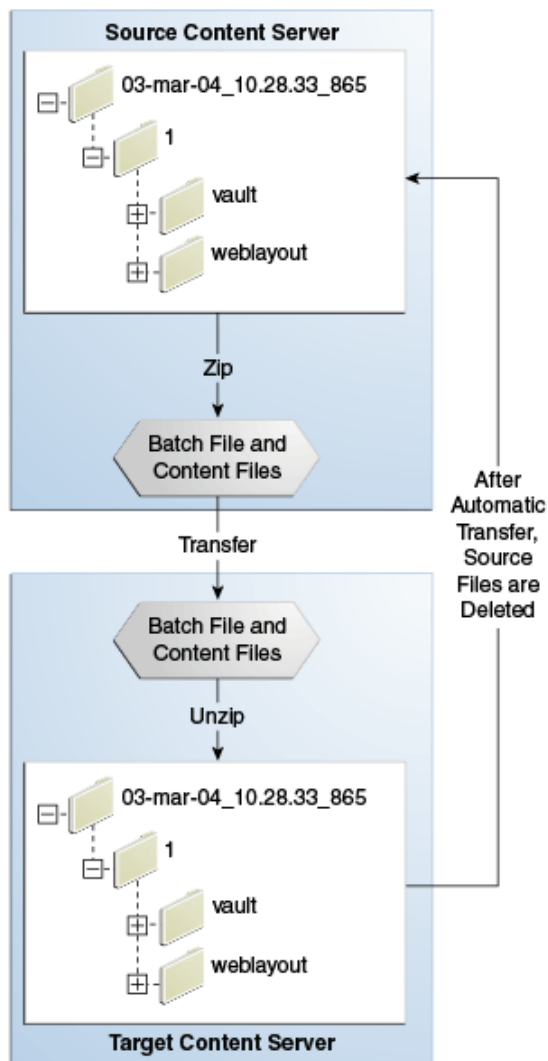 Source Content Server
03-mar-04_10.28.33_865
1
vault
weblayout
Zip
Batch File and
Content Files
Transfer
Batch File and
Content Files
Unzip
03-mar-04_10.28.33_865
1
vault
weblayout
Target Content Server
After
Automatic
Transfer,
Source
Files are
Deleted